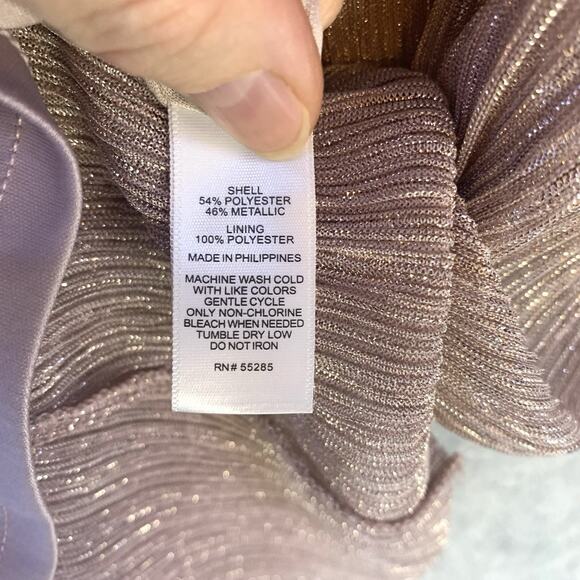 SHELL
54% POLYESTER
46% METALLIC
LINING
100% POLYESTER
MADE IN PHILIPPINES
MACHINE WASH COLD
WITH LIKE COLORS
GENTLE CYCLE
ONLY NON-CHLORINE
BLEACH WHEN NEEDED
TUMBLE DRY LOW
DO NOT IRON
RN# 55285